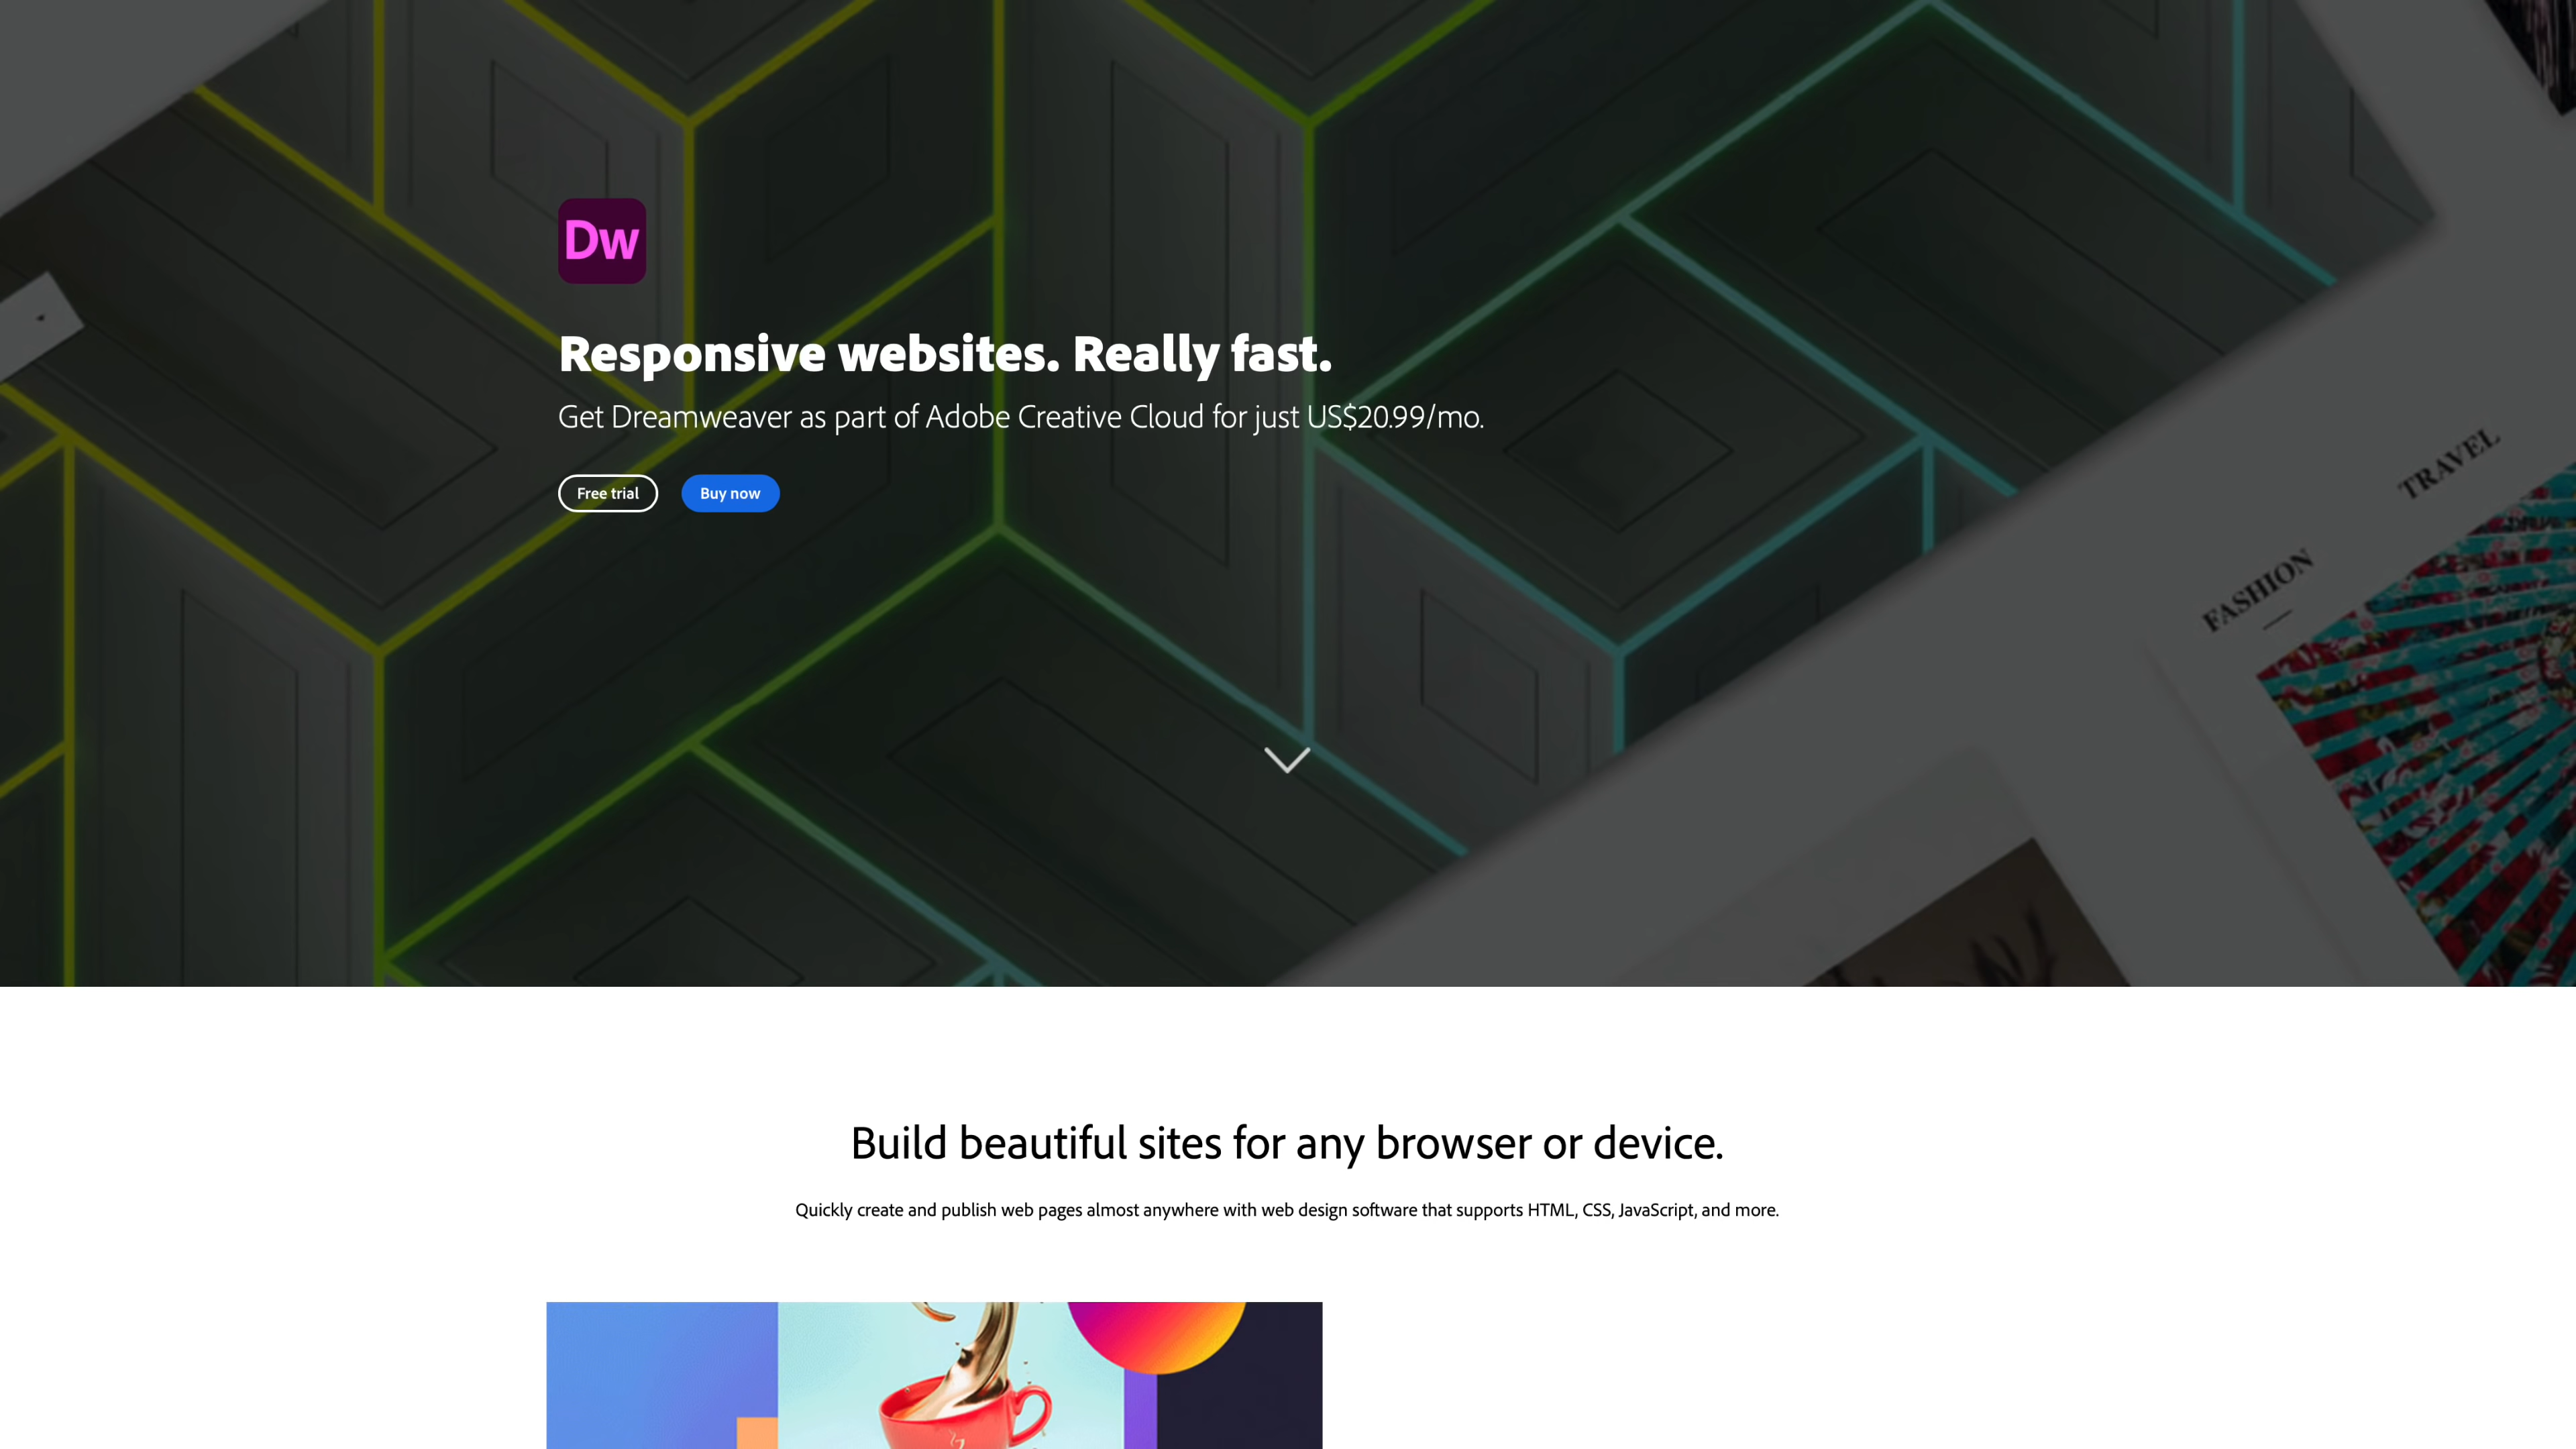 Dw
Responsive websites. Really fast.
Get Dreamweaver as part of Adobe Creative Cloud for just US$20.99/mo.
Free trial
Buy now
TRAVEL
FASHION
Build beautiful sites for any browser or device.
Quickly create and publish web pages almost anywhere with web design software that supports HTML, CSS, JavaScript, and more.